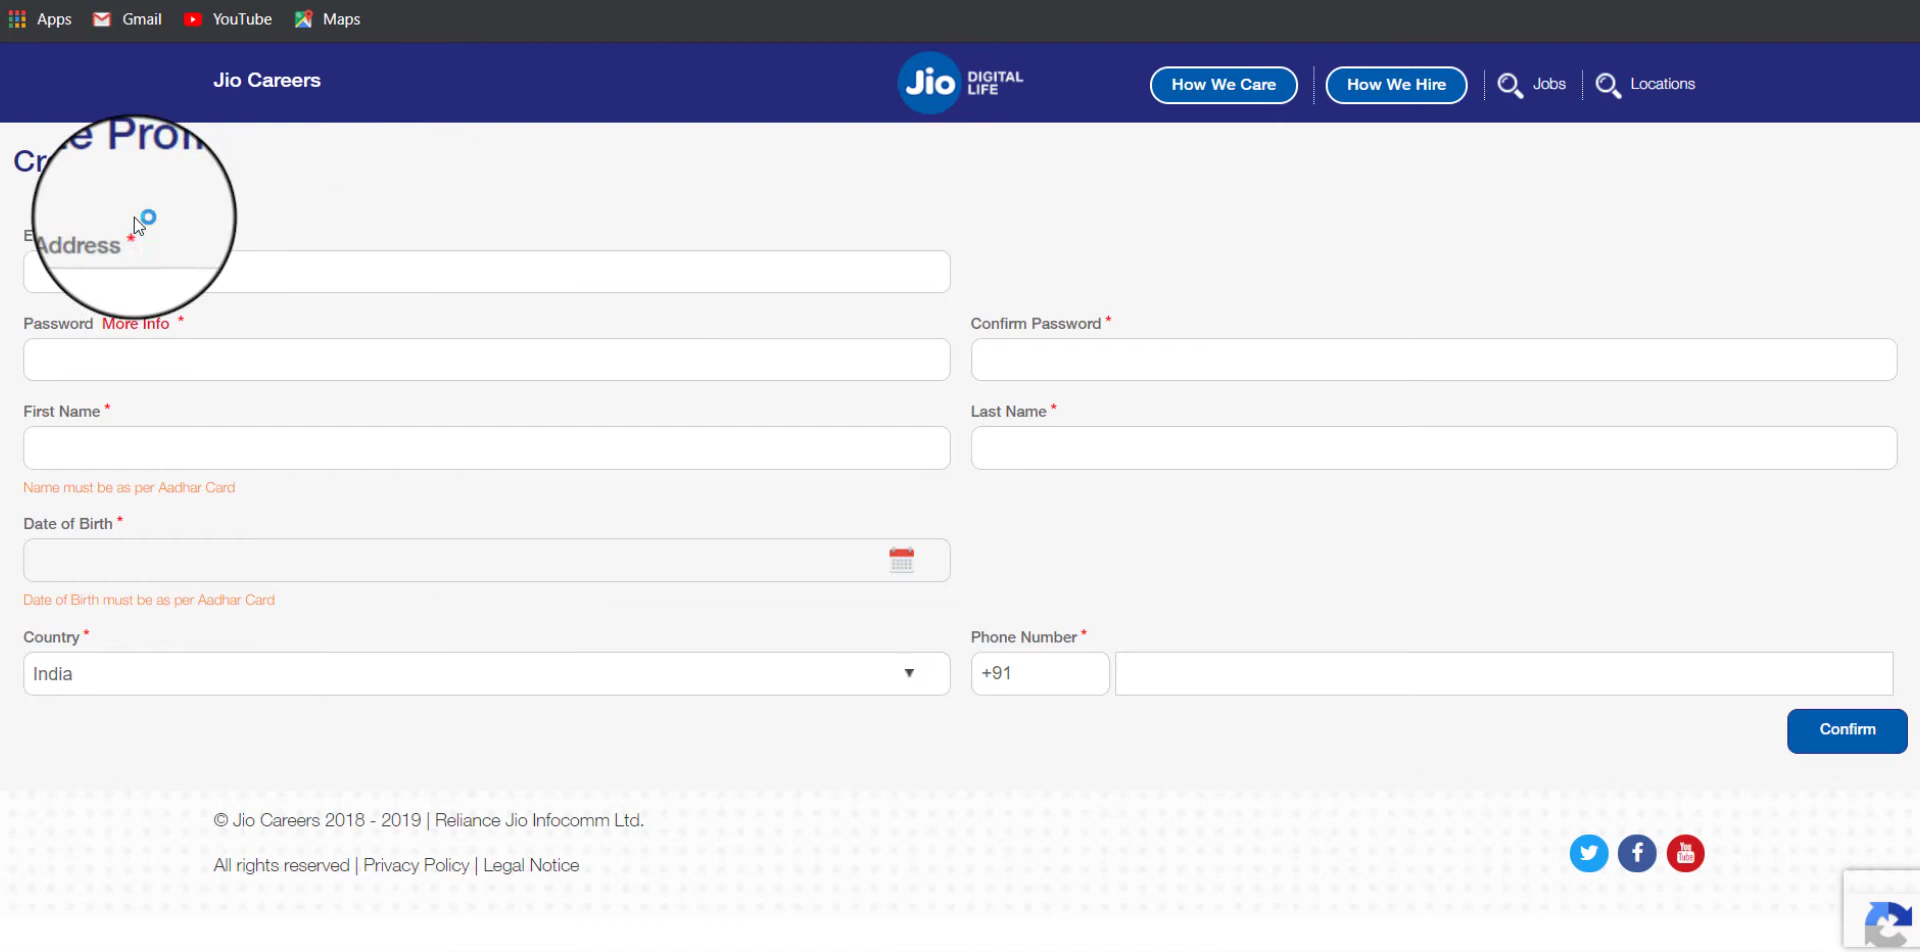 Apps Gmail YouTube Maps
Jio Careers
Jio DIGITAL LIFE
How We Care How We Hire Jobs Locations
Address *
Password More Info * Confirm Password *
First Name * Last Name *
Name must be as per Aadhar Card
Date of Birth *
Date of Birth must be as per Aadhar Card
Country * Phone Number *
India +91
Confirm
© Jio Careers 2018 - 2019 | Reliance Jio Infocomm Ltd.
All rights reserved | Privacy Policy | Legal Notice
You Tube